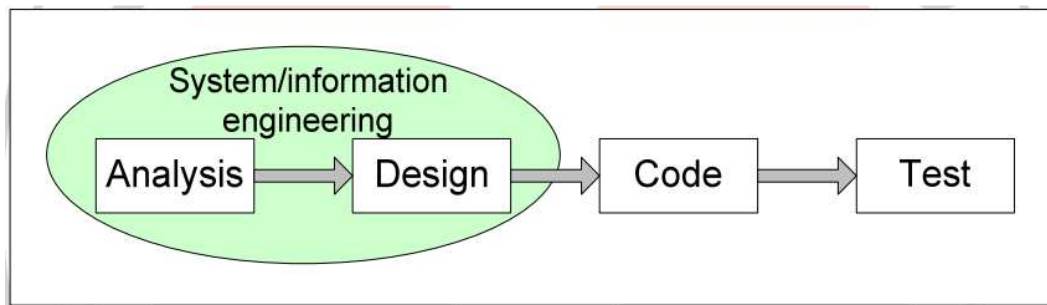 System/information
engineering
Analysis
Design
Code
Test